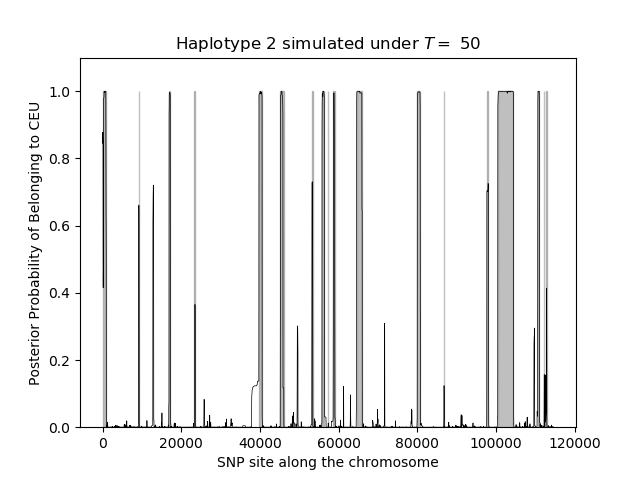 Haplotype 2 simulated under T = 50
Posterior Probability of Belonging to CEU
1.0
0.8
0.6
0.4
0.2
0.0
0 20000 40000 60000 80000 100000 120000
SNP site along the chromosome